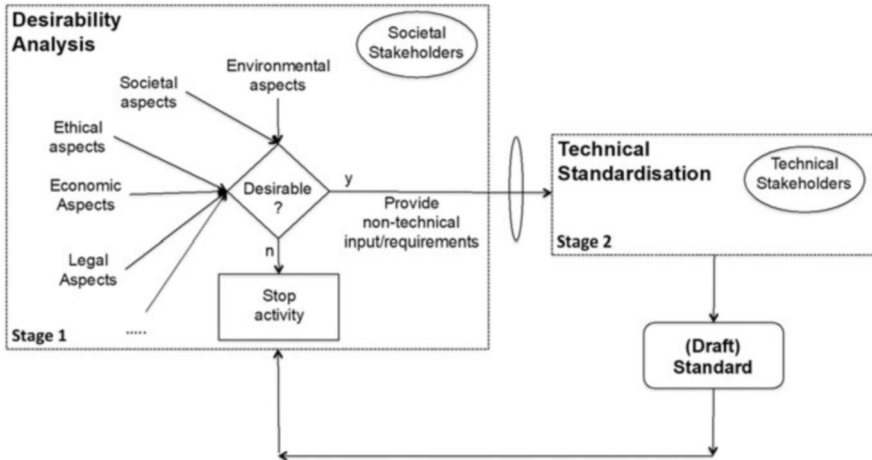 Desirability
Analysis
Societal
Stakeholders
Environmental
aspects
Societal
aspects
Ethical
aspects
Economic
Aspects
Legal
Aspects
.....
Desirable
?
y
n
Provide
non-technical
input/requirements
Stop
activity
Stage 1
Technical
Standardisation
Technical
Stakeholders
Stage 2
(Draft)
Standard